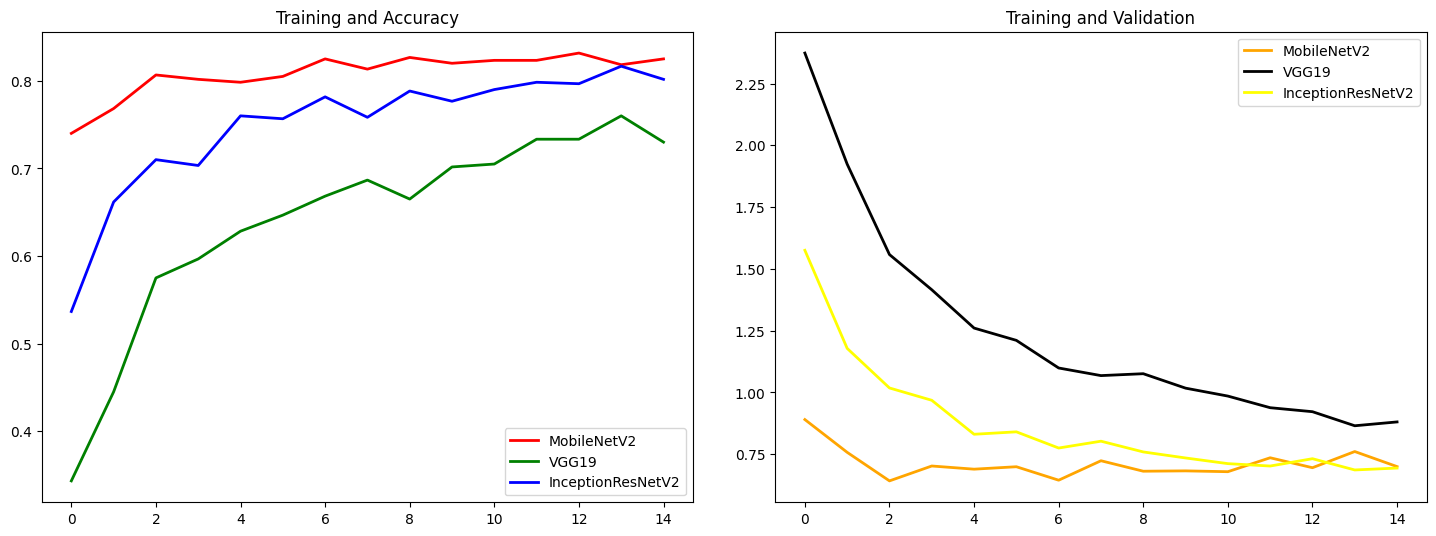 Training and Accuracy
0.8
0.7
0.6
0.5
0.4
0 2 4 6 8 10 12 14
MobileNetV2
VGG19
InceptionResNetV2
Training and Validation
2.25
2.00
1.75
1.50
1.25
1.00
0.75
0 2 4 6 8 10 12 14
MobileNetV2
VGG19
InceptionResNetV2